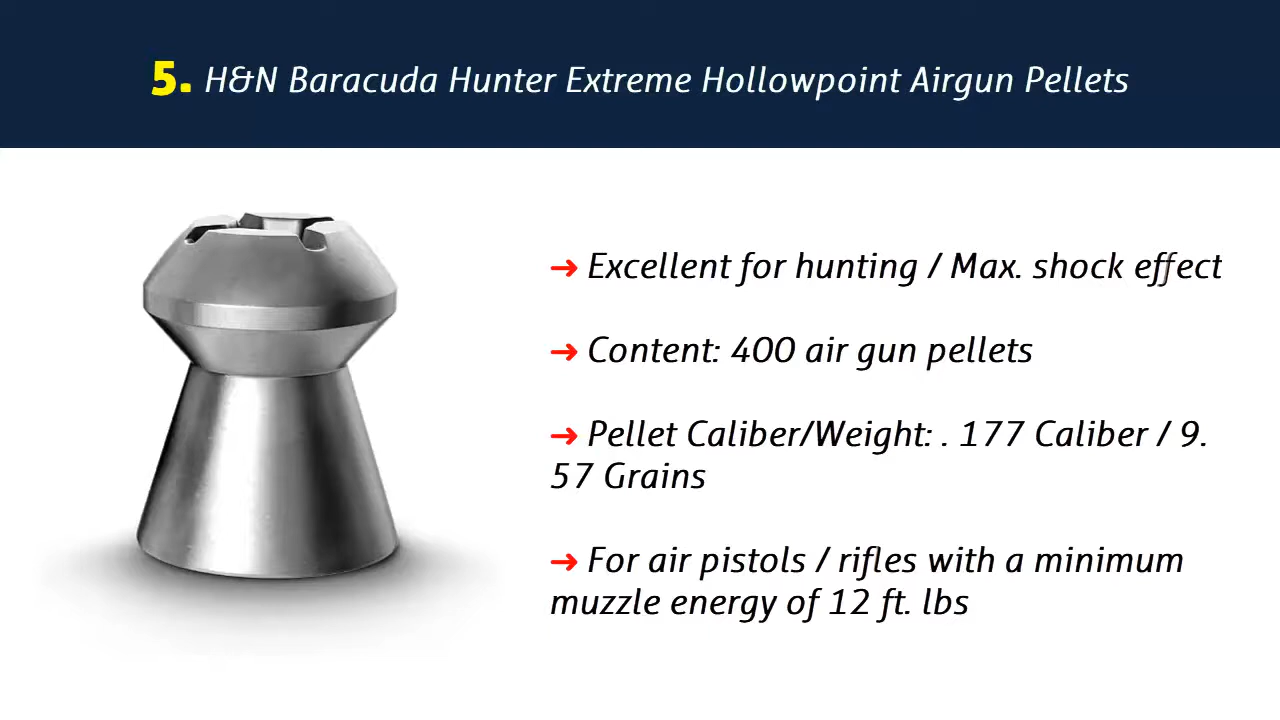 5. H&N Baracuda Hunter Extreme Hollowpoint Airgun Pellets
→ Excellent for hunting / Max. shock effect
→ Content: 400 air gun pellets
→ Pellet Caliber/Weight: . 177 Caliber / 9.
57 Grains
→ For air pistols / rifles with a minimum
muzzle energy of 12 ft. lbs